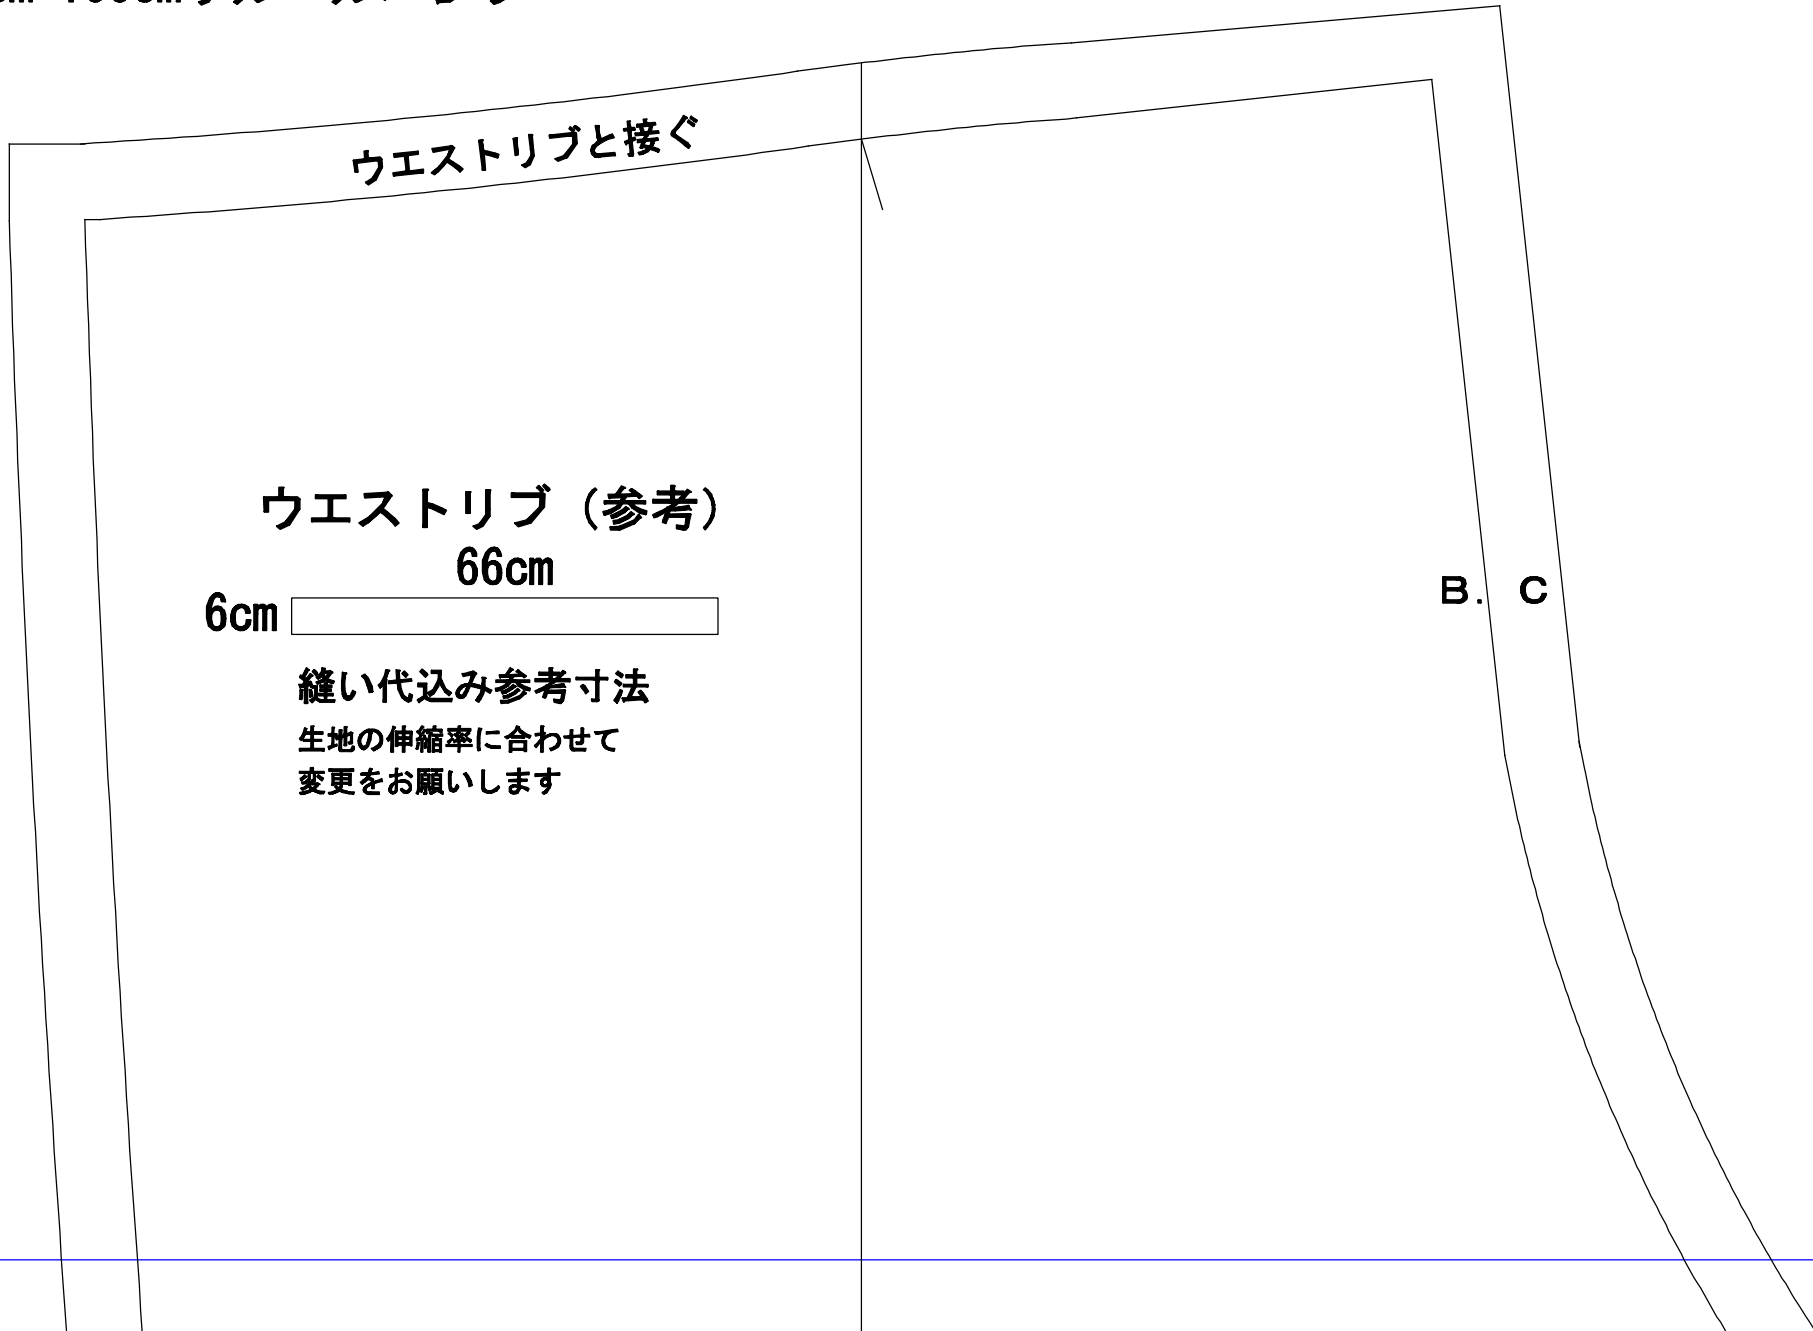 ウエストリブと接ぐ
ウエストリブ（参考）
66cm
6cm
B. C
縫い代込み参考寸法
生地の伸縮率に合わせて
変更をお願いします